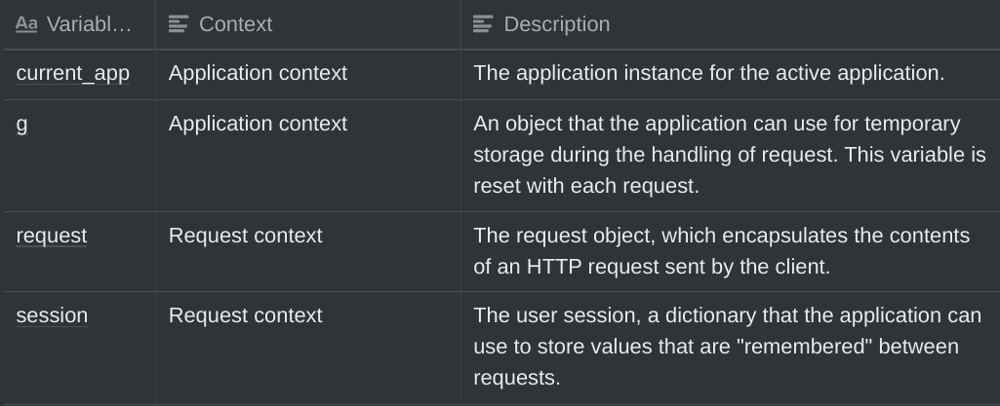 Aa Variabl… Context Description
current_app Application context The application instance for the active application.
g Application context An object that the application can use for temporary
storage during the handling of request. This variable is
reset with each request.
request Request context The request object, which encapsulates the contents
of an HTTP request sent by the client.
session Request context The user session, a dictionary that the application can
use to store values that are "remembered" between
requests.